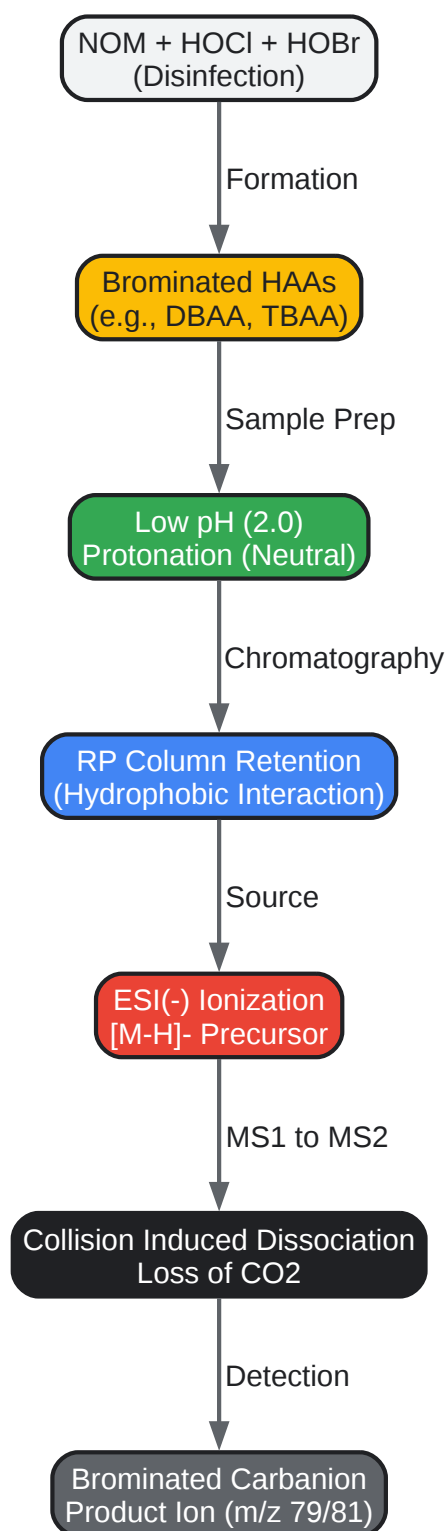 NOM + HOCl + HOBr
(Disinfection)
Formation
Brominated HAAs
(e.g., DBAA, TBAA)
Sample Prep
Low pH (2.0)
Protonation (Neutral)
Chromatography
RP Column Retention
(Hydrophobic Interaction)
Source
ESI(-) Ionization
[M-H]- Precursor
MS1 to MS2
Collision Induced Dissociation
Loss of CO2
Detection
Brominated Carbanion
Product Ion (m/z 79/81)